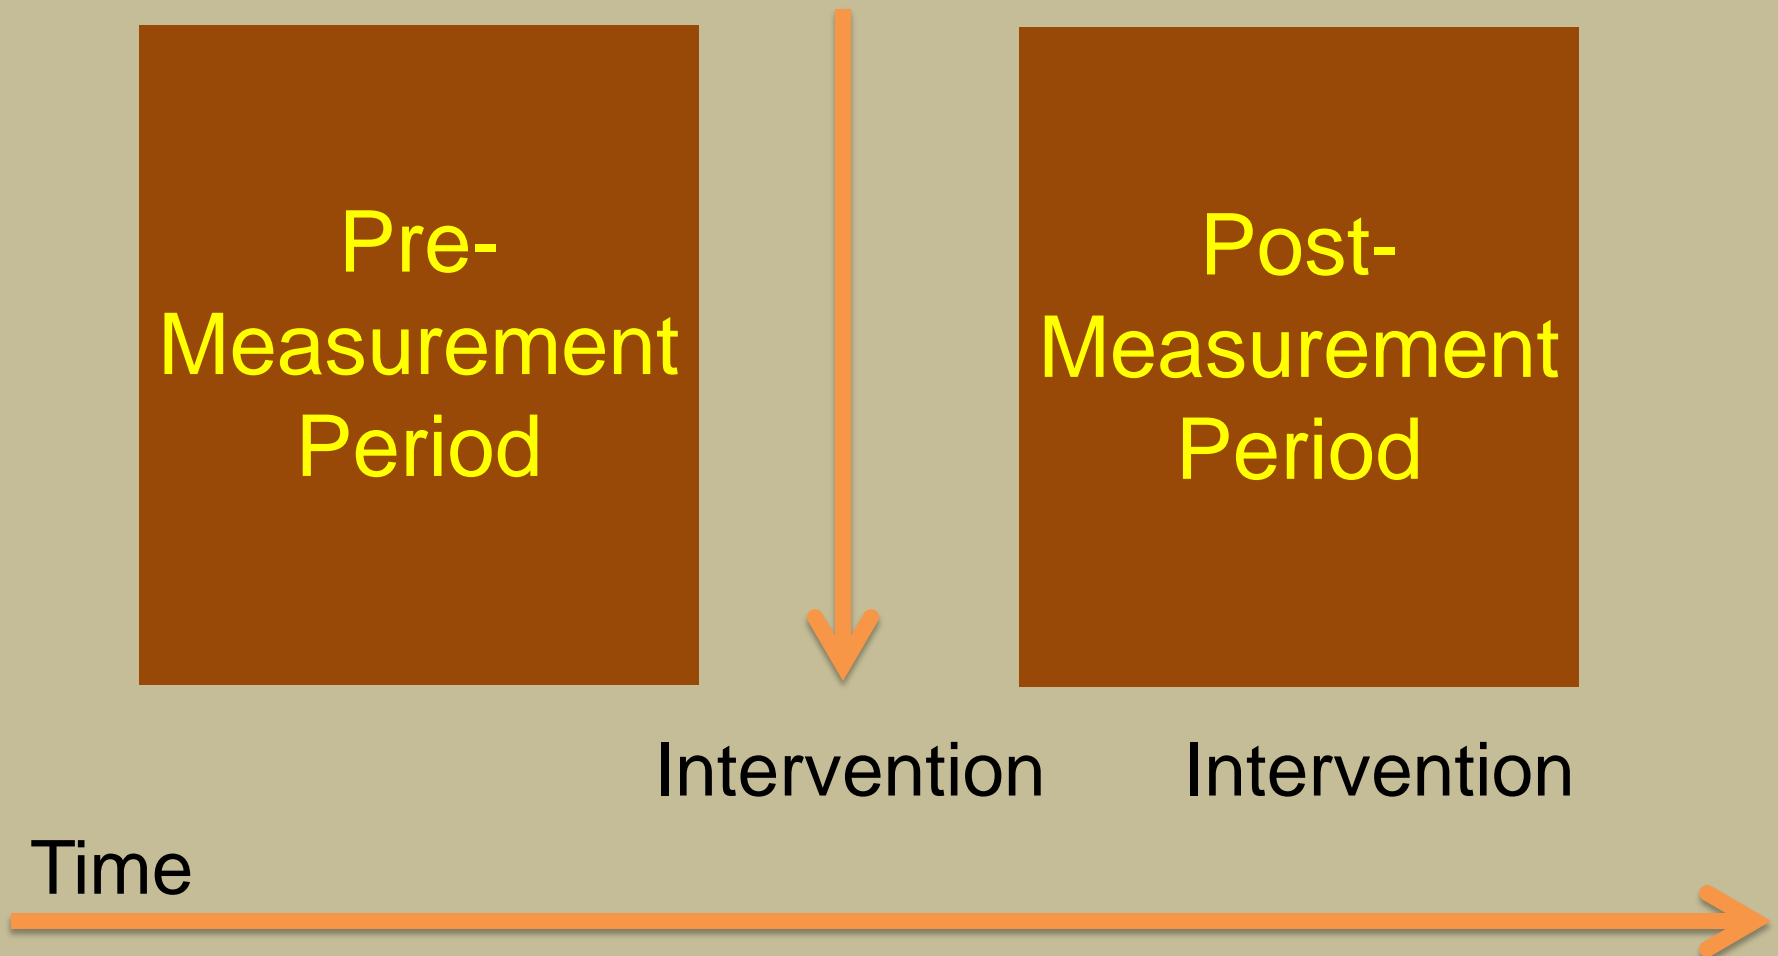 Pre-
Measurement
Period
Post-
Measurement
Period
Intervention
Intervention
Time